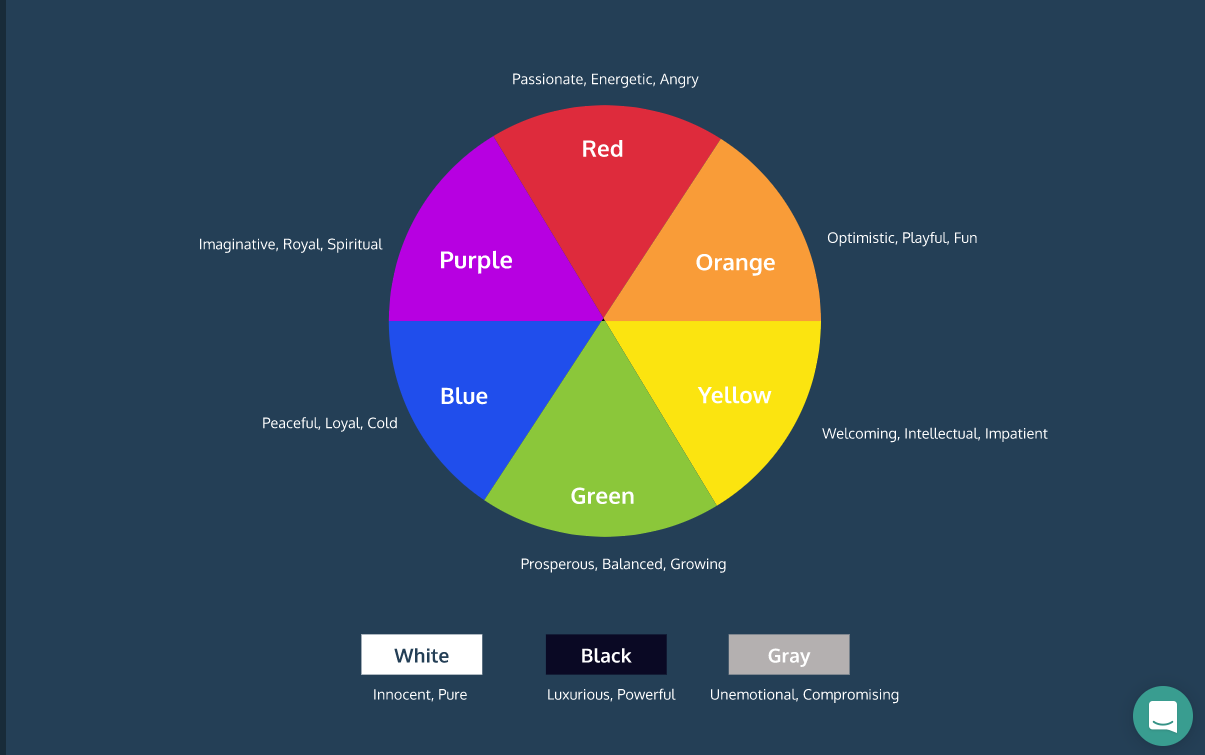 Passionate, Energetic, Angry
Red
Imaginative, Royal, Spiritual
Purple
Orange
Optimistic, Playful, Fun
Blue
Yellow
Peaceful, Loyal, Cold
Welcoming, Intellectual, Impatient
Green
Prosperous, Balanced, Growing
White
Black
Gray
Innocent, Pure
Luxurious, Powerful
Unemotional, Compromising